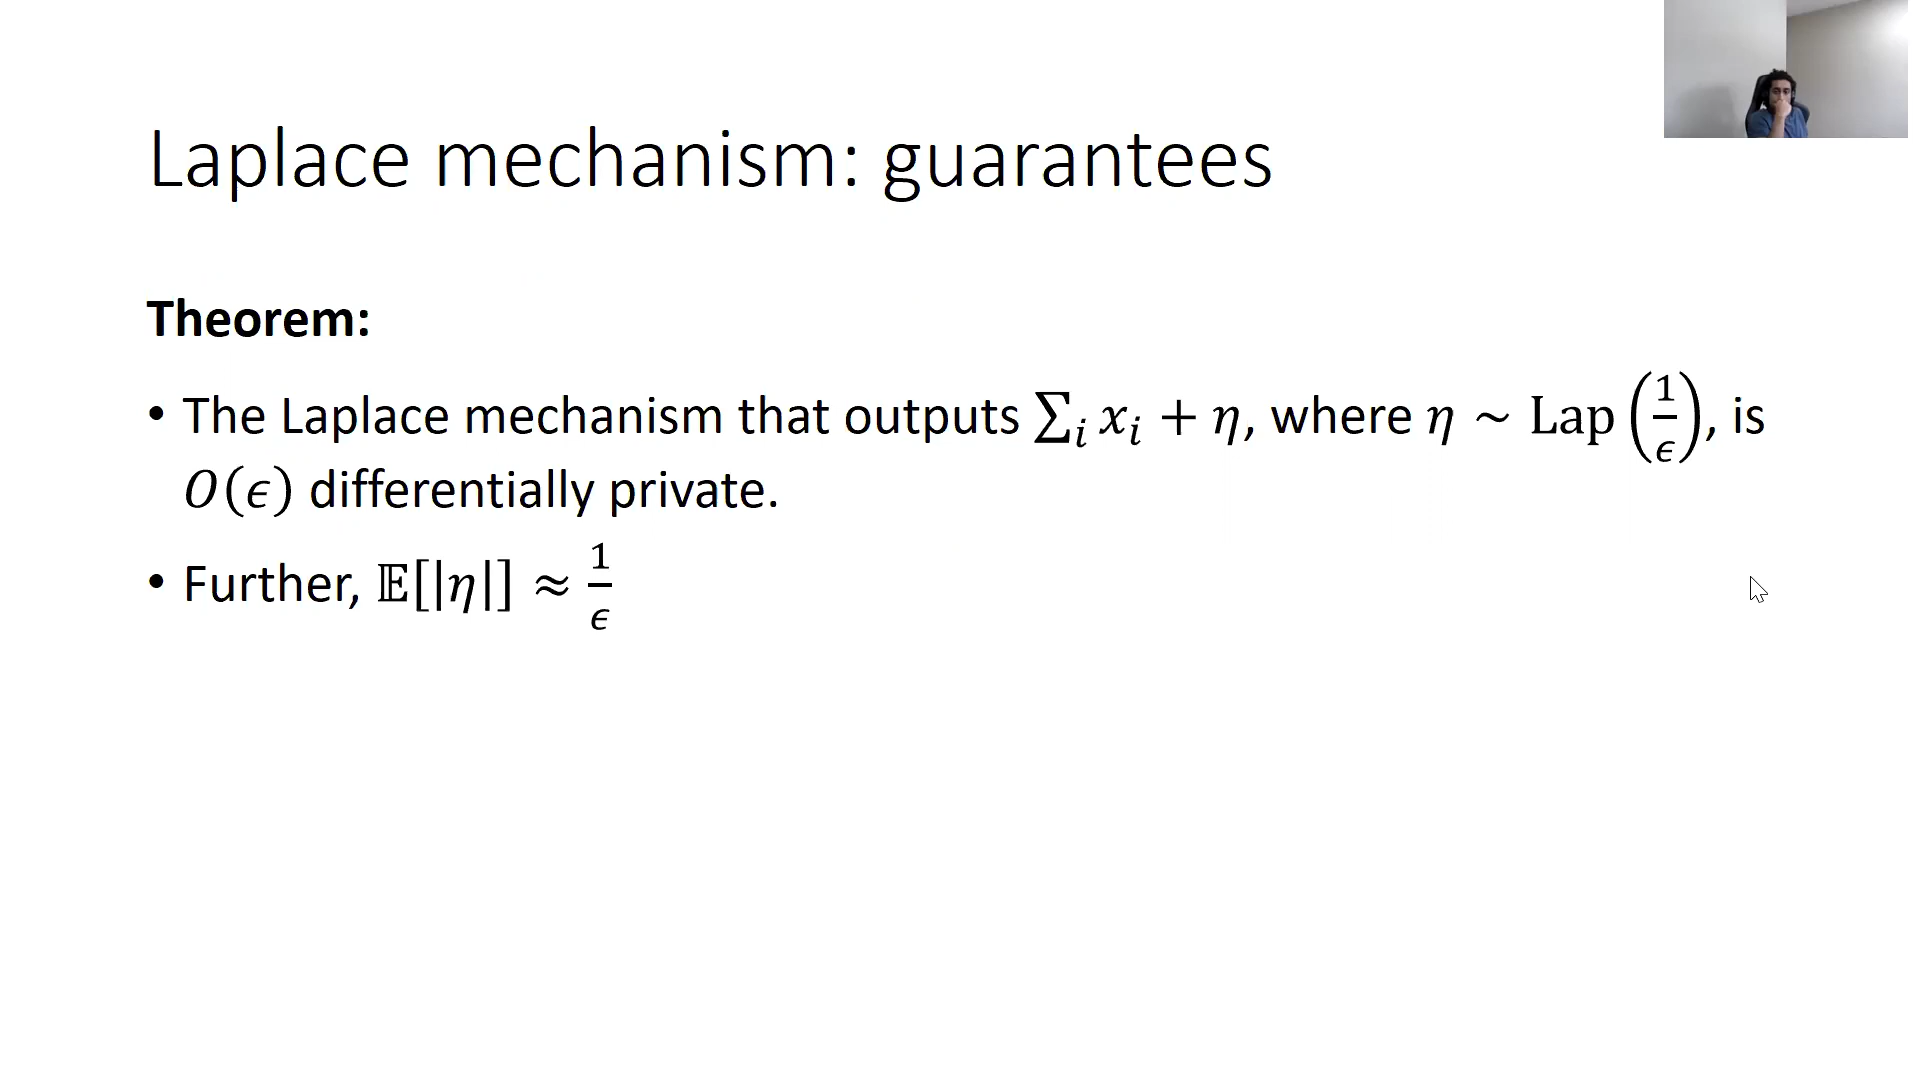 Laplace mechanism: guarantees
Theorem:
• The Laplace mechanism that outputs ∑ᵢ 𝑥ᵢ + 𝜂, where 𝜂 ~ Lap (1/𝜖), is
𝑂(𝜖) differentially private.
• Further, 𝔼[|𝜂|] ≈ 1/𝜖